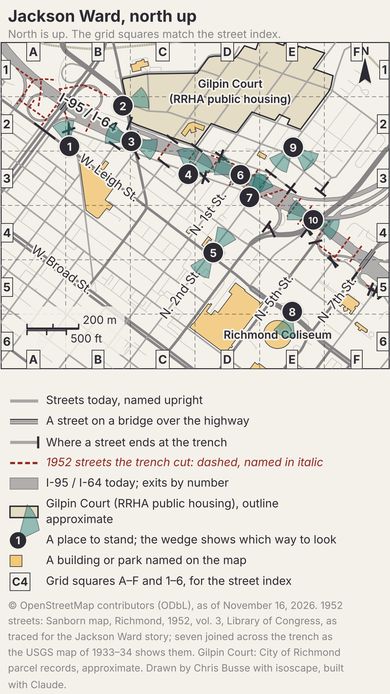 Jackson Ward, north up
North is up. The grid squares match the street index.
A B C D E F
1 1
N
Gilpin Court
(RRHA public housing)
I-95 / I-64
2 2
2
3
1
9
W. Leigh St.
3 3
4
6
7
N. 1st St.
10
4 4
5
W. Broad St.
N. 2nd St.
5 5
N. 5th St.
N. 7th St.
8
200 m
500 ft
Richmond Coliseum
6 6
A B C D E F
Streets today, named upright
A street on a bridge over the highway
Where a street ends at the trench
1952 streets the trench cut: dashed, named in italic
I-95 / I-64 today; exits by number
Gilpin Court (RRHA public housing), outline
approximate
1 A place to stand; the wedge shows which way to look
A building or park named on the map
C4 Grid squares A–F and 1–6, for the street index
© OpenStreetMap contributors (ODbL), as of November 16, 2026. 1952
streets: Sanborn map, Richmond, 1952, vol. 3, Library of Congress, as
traced for the Jackson Ward story; seven joined across the trench as
the USGS map of 1933–34 shows them. Gilpin Court: City of Richmond
parcel records, approximate. Drawn by Chris Busse with isoscape, built
with Claude.